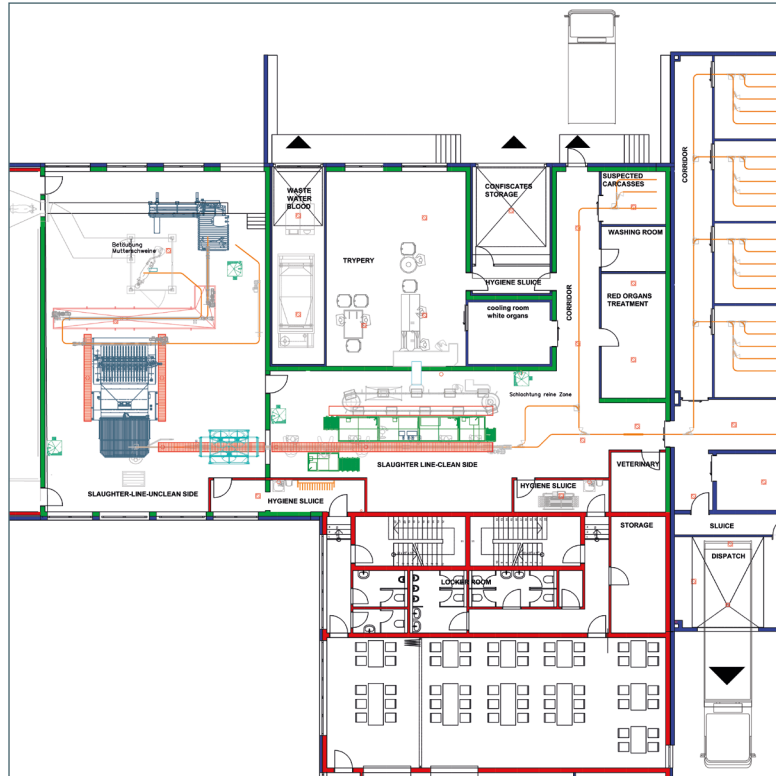 SUSPECTED
CARCASSES
CORRIDOR
WASTE
WATER
BLOOD
CONFISCATES
STORAGE
WASHING ROOM
Betäubung
Mutterschweine
TRYPERY
HYGIENE SLUICE
CORRIDOR
RED ORGANS
TREATMENT
cooling room
white organs
Schlachtung reine Zone
SLAUGHTER LINE-CLEAN SIDE
VETERINARY
SLAUGHTER-LINE-UNCLEAN SIDE
HYGIENE SLUICE
HYGIENE SLUICE
STORAGE
SLUICE
DISPATCH
LOCKER ROOM